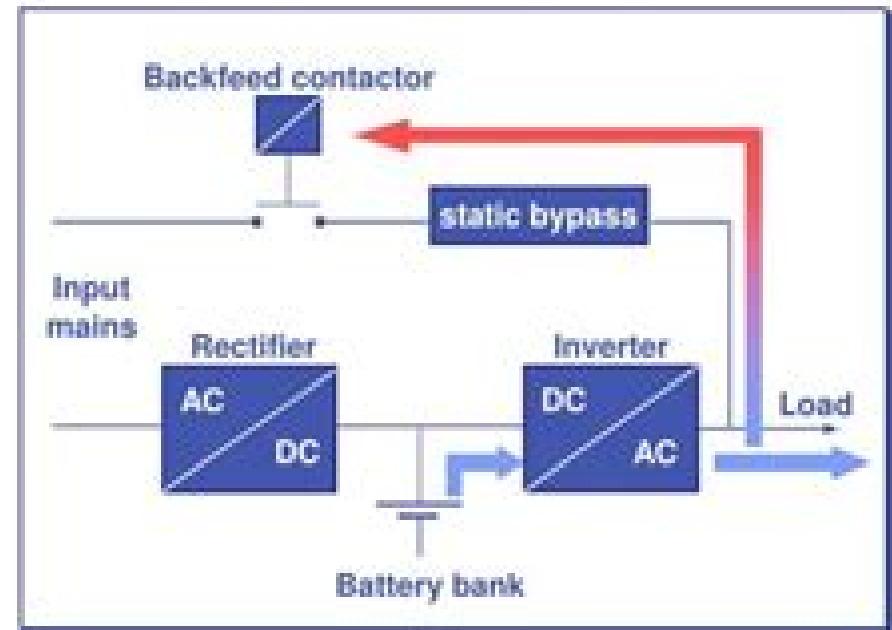 Backfeed contactor
static bypass
Input
mains
Rectifier
Inverter
AC
DC
DC
AC
Load
Battery bank